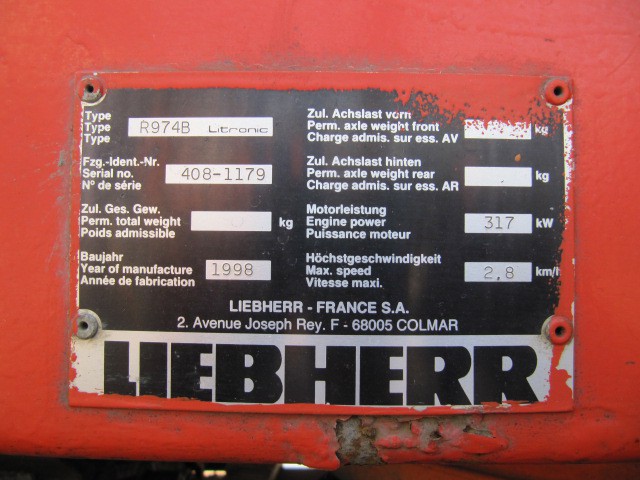 Type
Type R974B Litronic
Type
Fzg.-Ident.-Nr.
Serial no. 408-1179
N° de série
Zul. Ges. Gew.
Perm. total weight kg
Poids admissible
Baujahr
Year of manufacture 1998
Année de fabrication
Zul. Achslast vorn
Perm. axle weight front kg
Charge admis. sur ess. AV
Zul. Achslast hinten
Perm. axle weight rear kg
Charge admis. sur ess. AR
Motorleistung
Engine power 317 kW
Puissance moteur
Höchstgeschwindigkeit
Max. speed 2,8 km/h
Vitesse maxi.
LIEBHERR - FRANCE S.A.
2. Avenue Joseph Rey. F - 68005 COLMAR
LIEBHERR